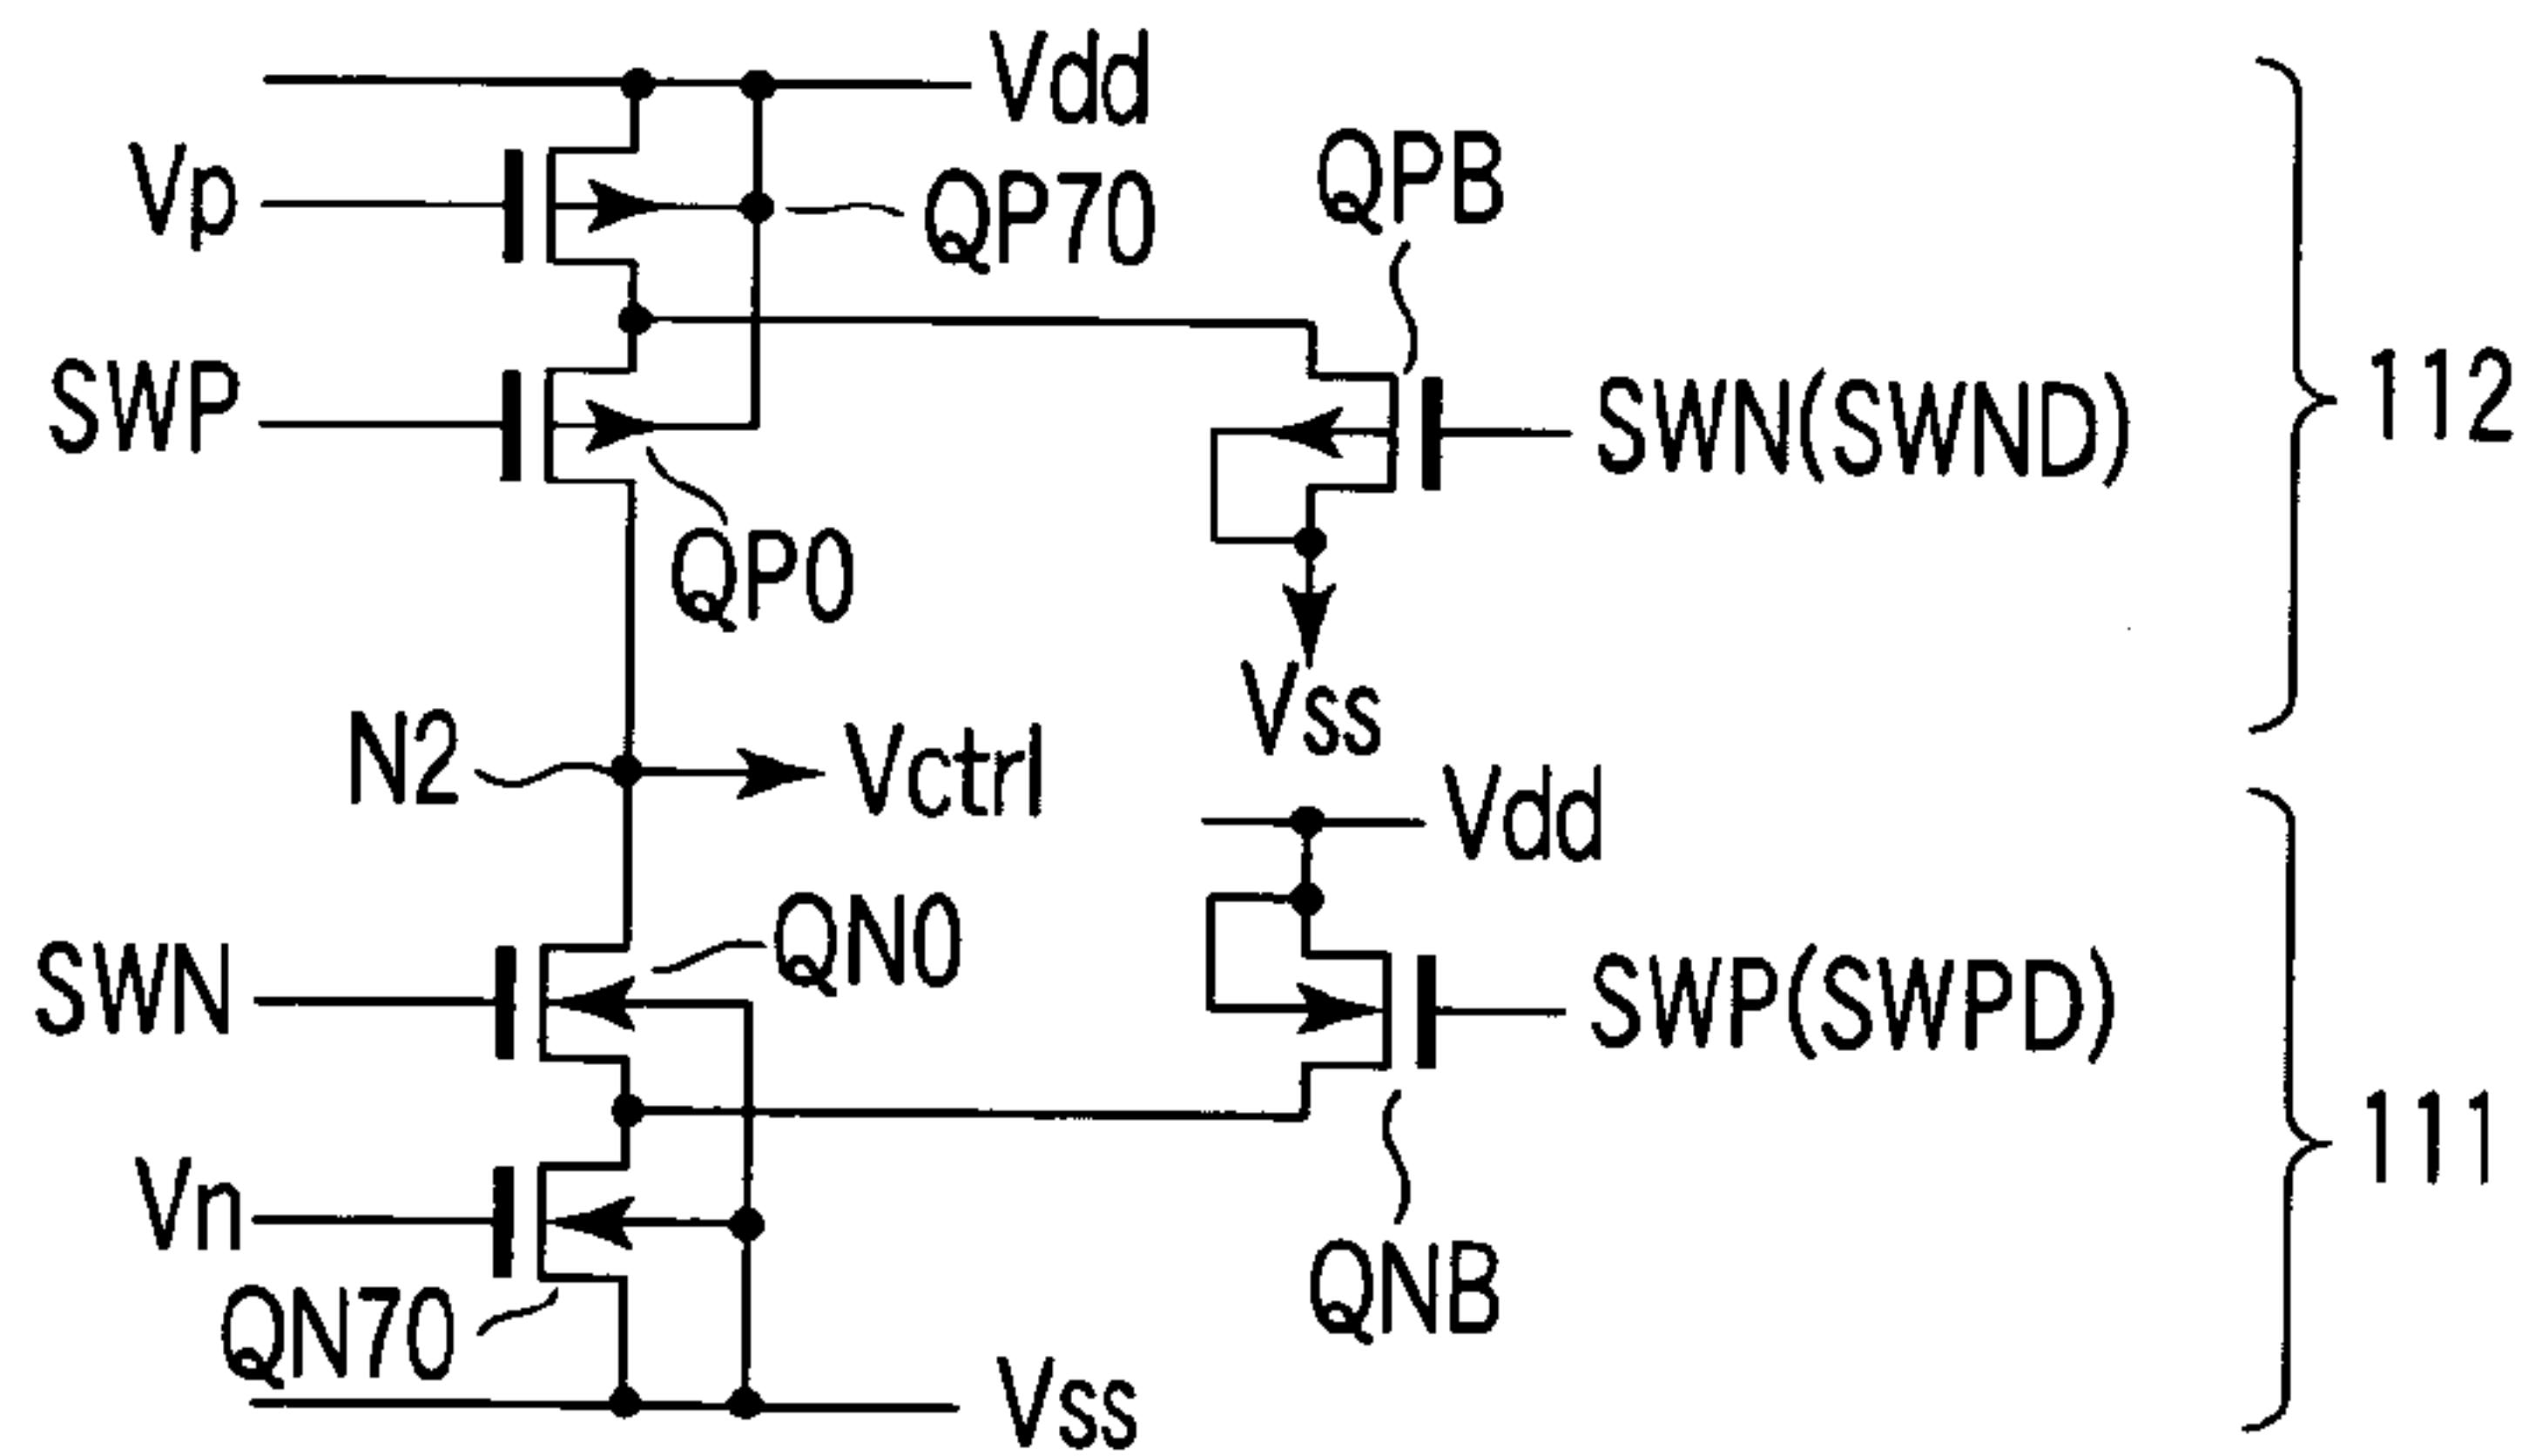 Vdd
Vp
QP70
QPB
SWP
SWN(SWND)
112
QP0
Vss
N2
Vctrl
Vdd
SWN
QN0
SWP(SWPD)
111
Vn
QN70
QNB
Vss